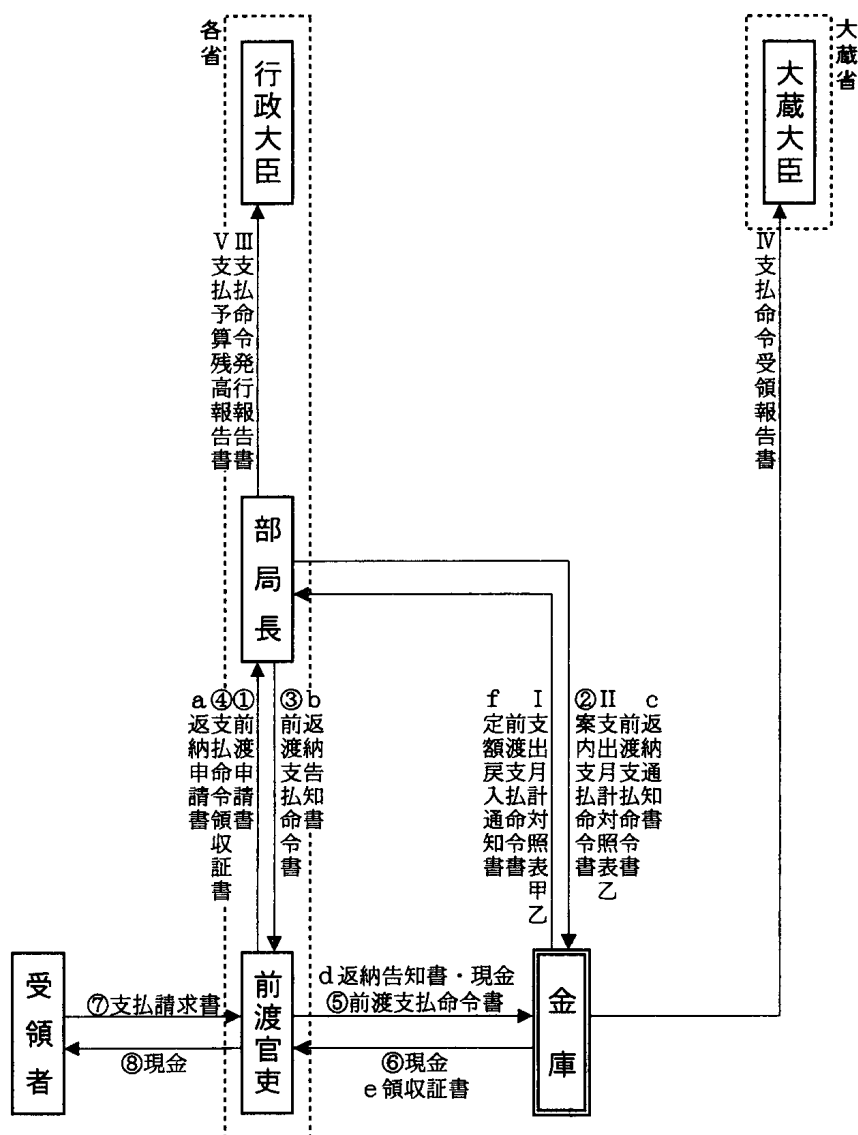 各省
行政大臣
大蔵省
大蔵大臣
Ⅲ支払命令発行報告書
Ⅴ支払予算残高報告書
Ⅳ支払命令受領報告書
部局長
①前渡申請書
④支払命令領収証書
a返納申請書
b返納告知書
③前渡支払命令書
Ⅰ支出月計対照表甲乙
前渡支払命令書
f定額戻入通知書
c返納通知書
前渡支払命令書
Ⅱ支出月計対照表乙
②案内支払命令書
受領者
⑦支払請求書
⑧現金
前渡官吏
d返納告知書・現金
⑤前渡支払命令書
⑥現金
e領収証書
金庫